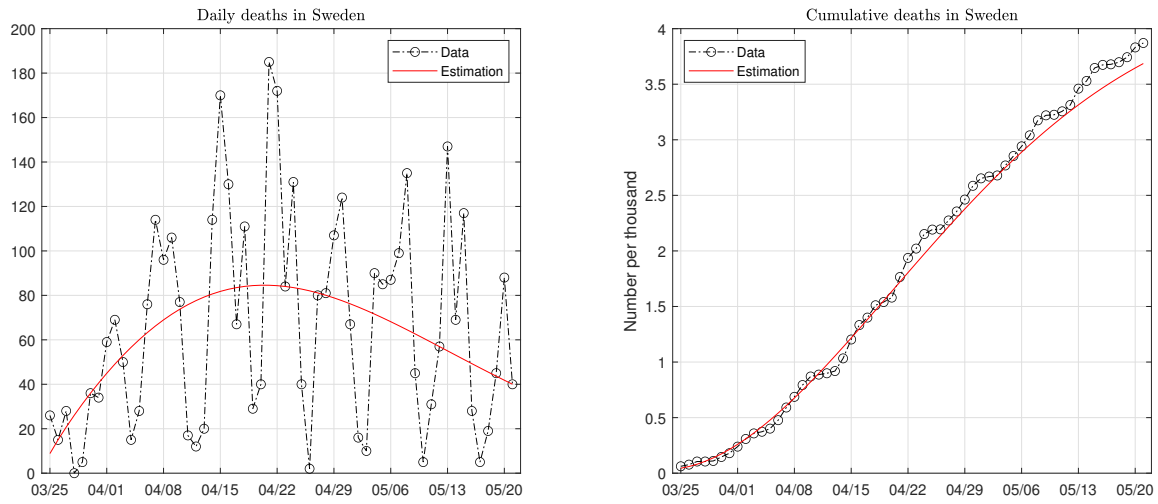 Daily deaths in Sweden
200
180
160
140
120
100
80
60
40
20
0
03/25 04/01 04/08 04/15 04/22 04/29 05/06 05/13 05/20
Data
Estimation
Cumulative deaths in Sweden
Number per thousand
4
3.5
3
2.5
2
1.5
1
0.5
0
03/25 04/01 04/08 04/15 04/22 04/29 05/06 05/13 05/20
Data
Estimation